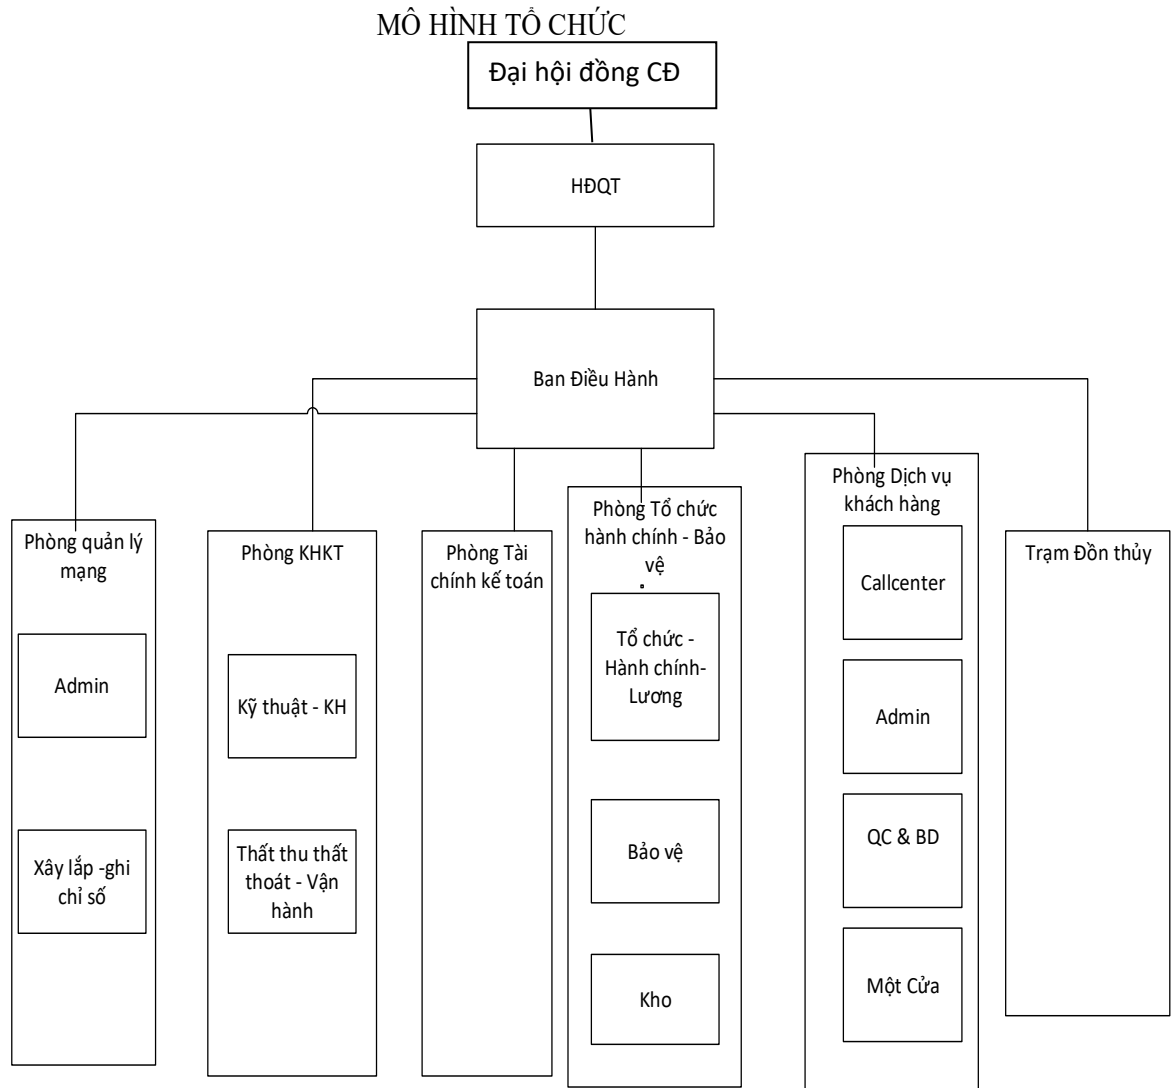 MÔ HÌNH TỔ CHỨC
Đại hội đồng CĐ
HĐQT
Ban Điều Hành
Phòng quản lý
mạng
Admin
Xây lắp -ghi
chỉ số
Phòng KHKT
Kỹ thuật - KH
Thất thu thất
thoát - Vận
hành
Phòng Tài
chính kế toán
Phòng Tổ chức
hành chính - Bảo
vệ
Tổ chức -
Hành chính-
Lương
Bảo vệ
Kho
Phòng Dịch vụ
khách hàng
Callcenter
Admin
QC & BD
Một Cửa
Trạm Đồn thủy